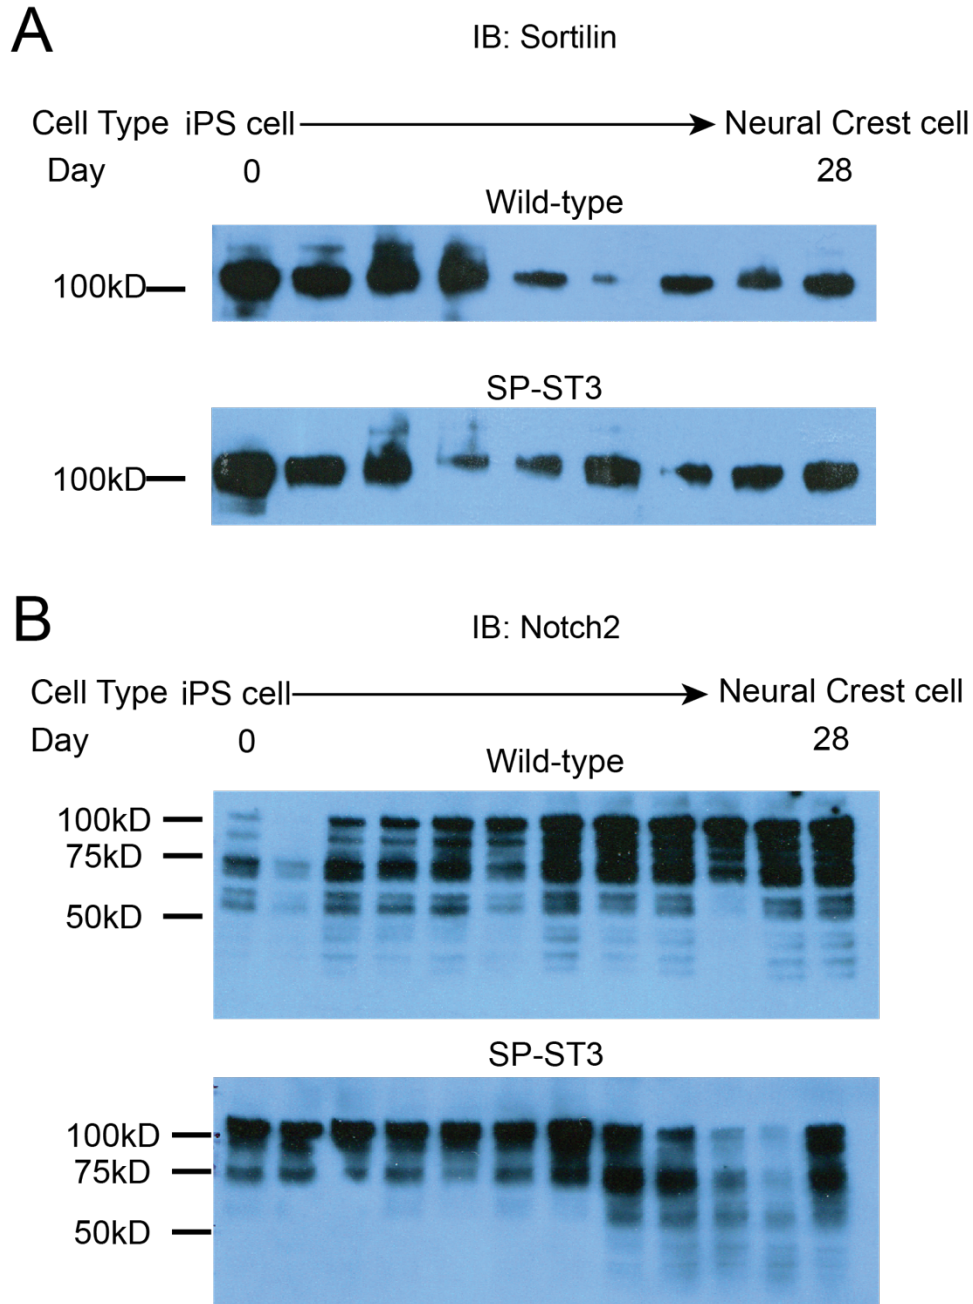 A
IB: Sortilin
Cell Type iPS cell Neural Crest cell
Day 0 28
Wild-type
100kD
SP-ST3
100kD
B
IB: Notch2
Cell Type iPS cell Neural Crest cell
Day 0 28
Wild-type
100kD
75kD
50kD
SP-ST3
100kD
75kD
50kD